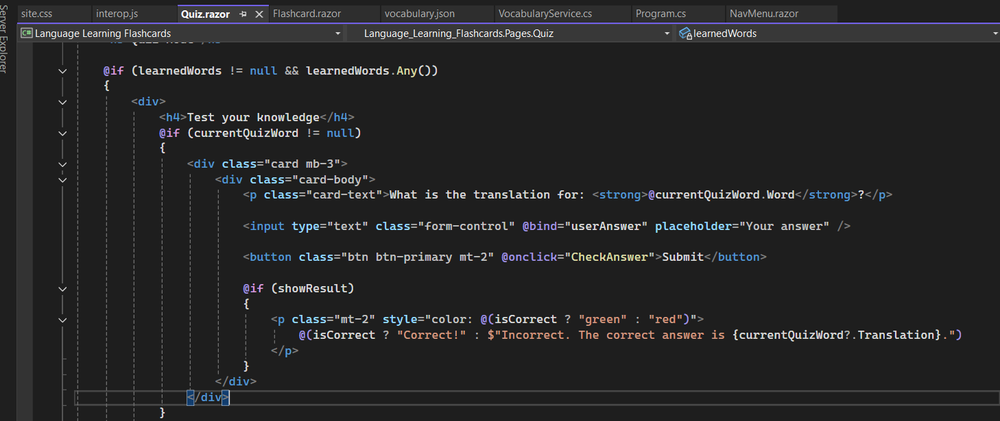 Server Explorer
site.css interop.js Quiz.razor Flashcard.razor vocabulary.json VocabularyService.cs Program.cs NavMenu.razor
C# Language Learning Flashcards Language_Learning_Flashcards.Pages.Quiz learnedWords
@if (learnedWords != null && learnedWords.Any())
{
<div>
<h4>Test your knowledge</h4>
@if (currentQuizWord != null)
{
<div class="card mb-3">
<div class="card-body">
<p class="card-text">What is the translation for: <strong>@currentQuizWord.Word</strong>?</p>
<input type="text" class="form-control" @bind="userAnswer" placeholder="Your answer" />
<button class="btn btn-primary mt-2" @onclick="CheckAnswer">Submit</button>
@if (showResult)
{
<p class="mt-2" style="color: @(isCorrect ? "green" : "red")">
@(isCorrect ? "Correct!" : $"Incorrect. The correct answer is {currentQuizWord?.Translation}.")
</p>
}
</div>
</div>
}